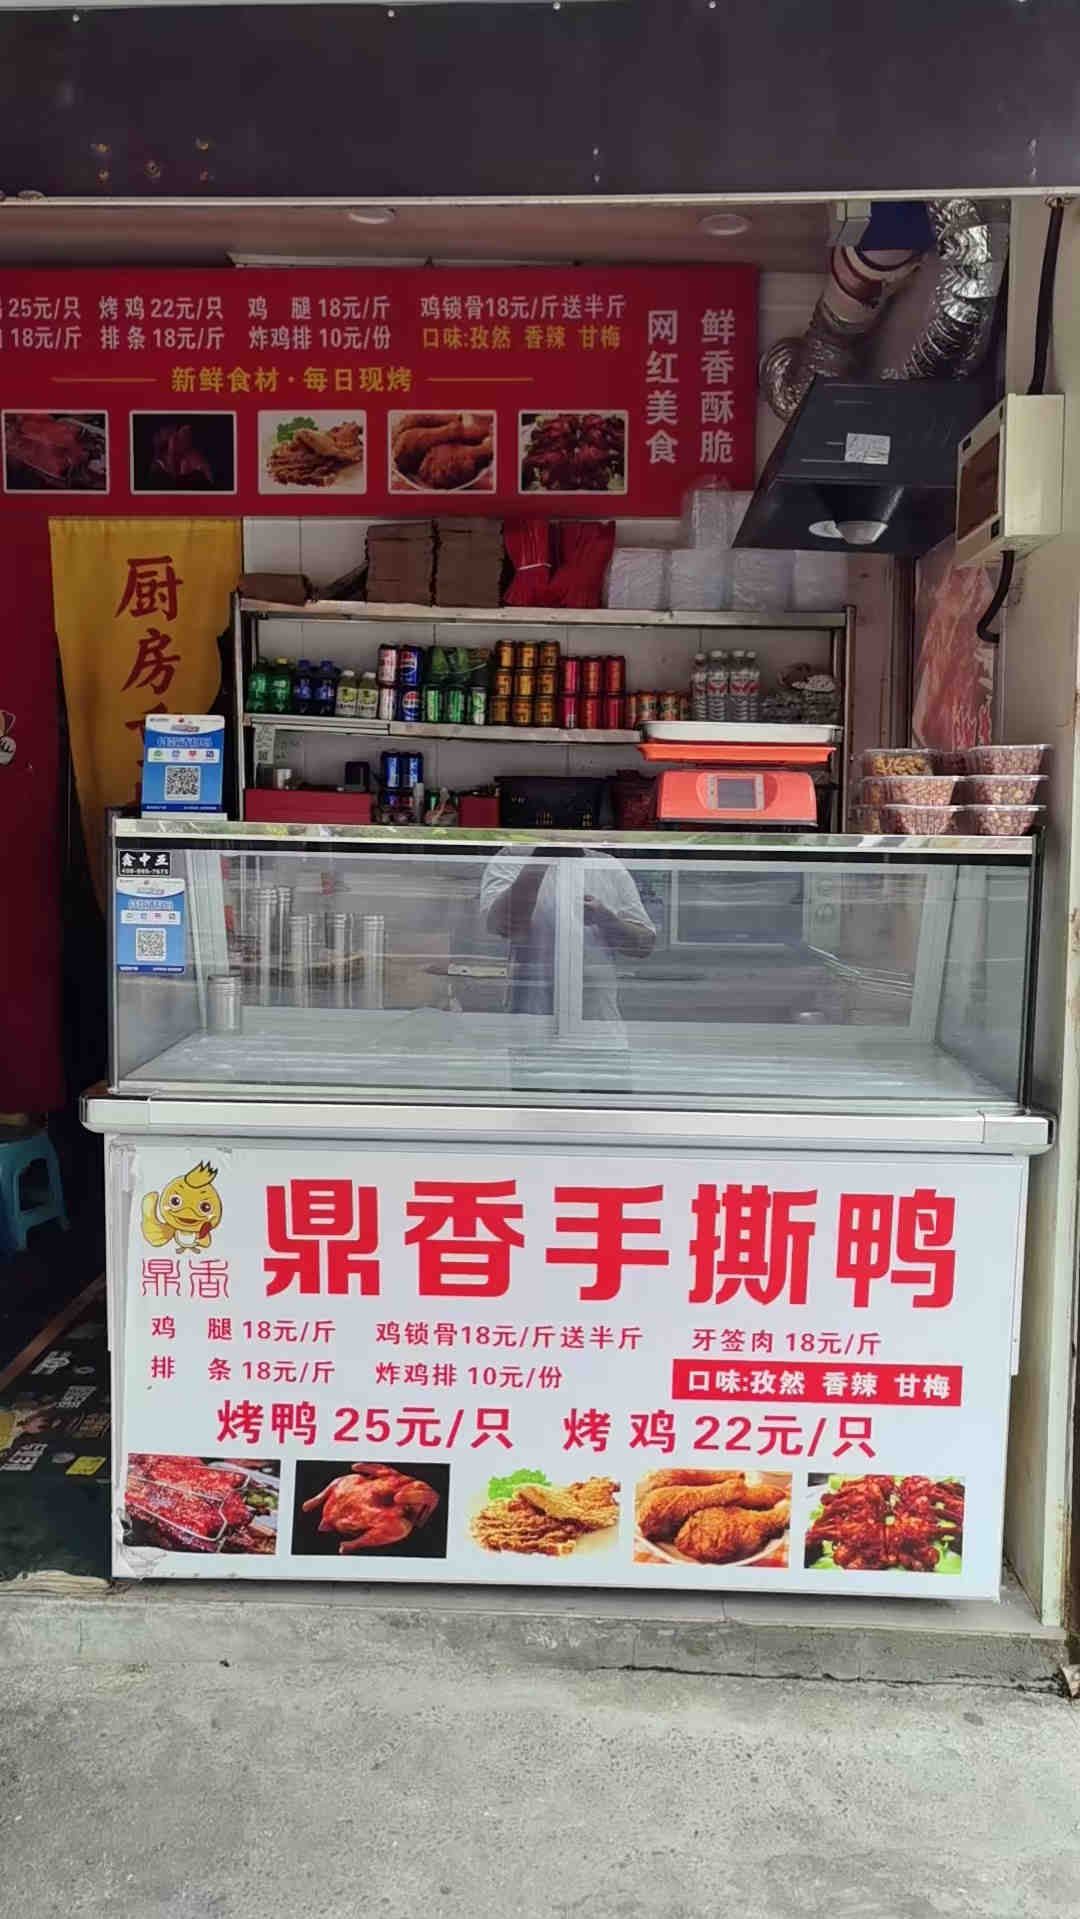 25元/只 烤鸡 22元/只 鸡 腿 18元/斤 鸡锁骨18元/斤送半斤
18元/斤 排条 18元/斤 炸鸡排 10元/份 口味:孜然 香辣 甘梅
新鲜食材·每日现烤
鲜香酥脆
网红美食
厨房
鑫中亚
鼎香
鼎香手撕鸭
鸡 腿 18元/斤 鸡锁骨18元/斤送半斤 牙签肉 18元/斤
排 条 18元/斤 炸鸡排 10元/份 口味:孜然 香辣 甘梅
烤鸭 25元/只 烤 鸡 22元/只